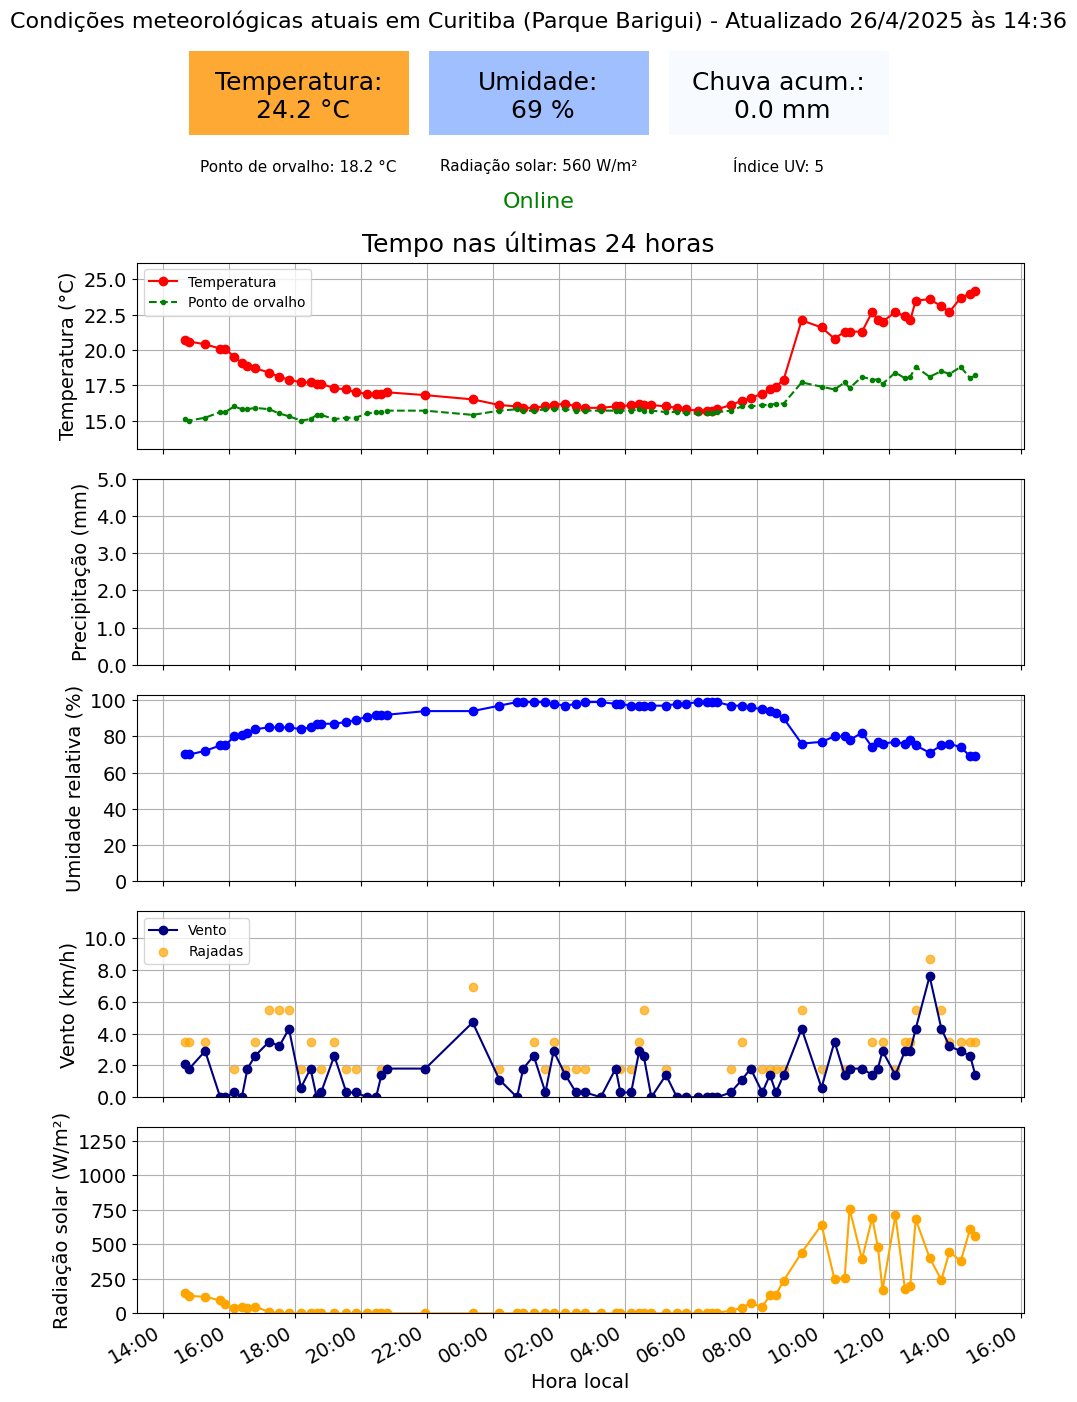 Condições meteorológicas atuais em Curitiba (Parque Barigui) - Atualizado 26/4/2025 às 14:36
Temperatura:
24.2 °C
Umidade:
69 %
Chuva acum.:
0.0 mm
Ponto de orvalho: 18.2 °C
Radiação solar: 560 W/m²
Índice UV: 5
Online
Tempo nas últimas 24 horas
Temperatura (°C)
25.0
22.5
20.0
17.5
15.0
Temperatura
Ponto de orvalho
Precipitação (mm)
5.0
4.0
3.0
2.0
1.0
0.0
Umidade relativa (%)
100
80
60
40
20
0
Vento (km/h)
10.0
8.0
6.0
4.0
2.0
0.0
Vento
Rajadas
Radiação solar (W/m²)
1250
1000
750
500
250
0
14:00
16:00
18:00
20:00
22:00
00:00
02:00
04:00
06:00
08:00
10:00
12:00
14:00
16:00
Hora local